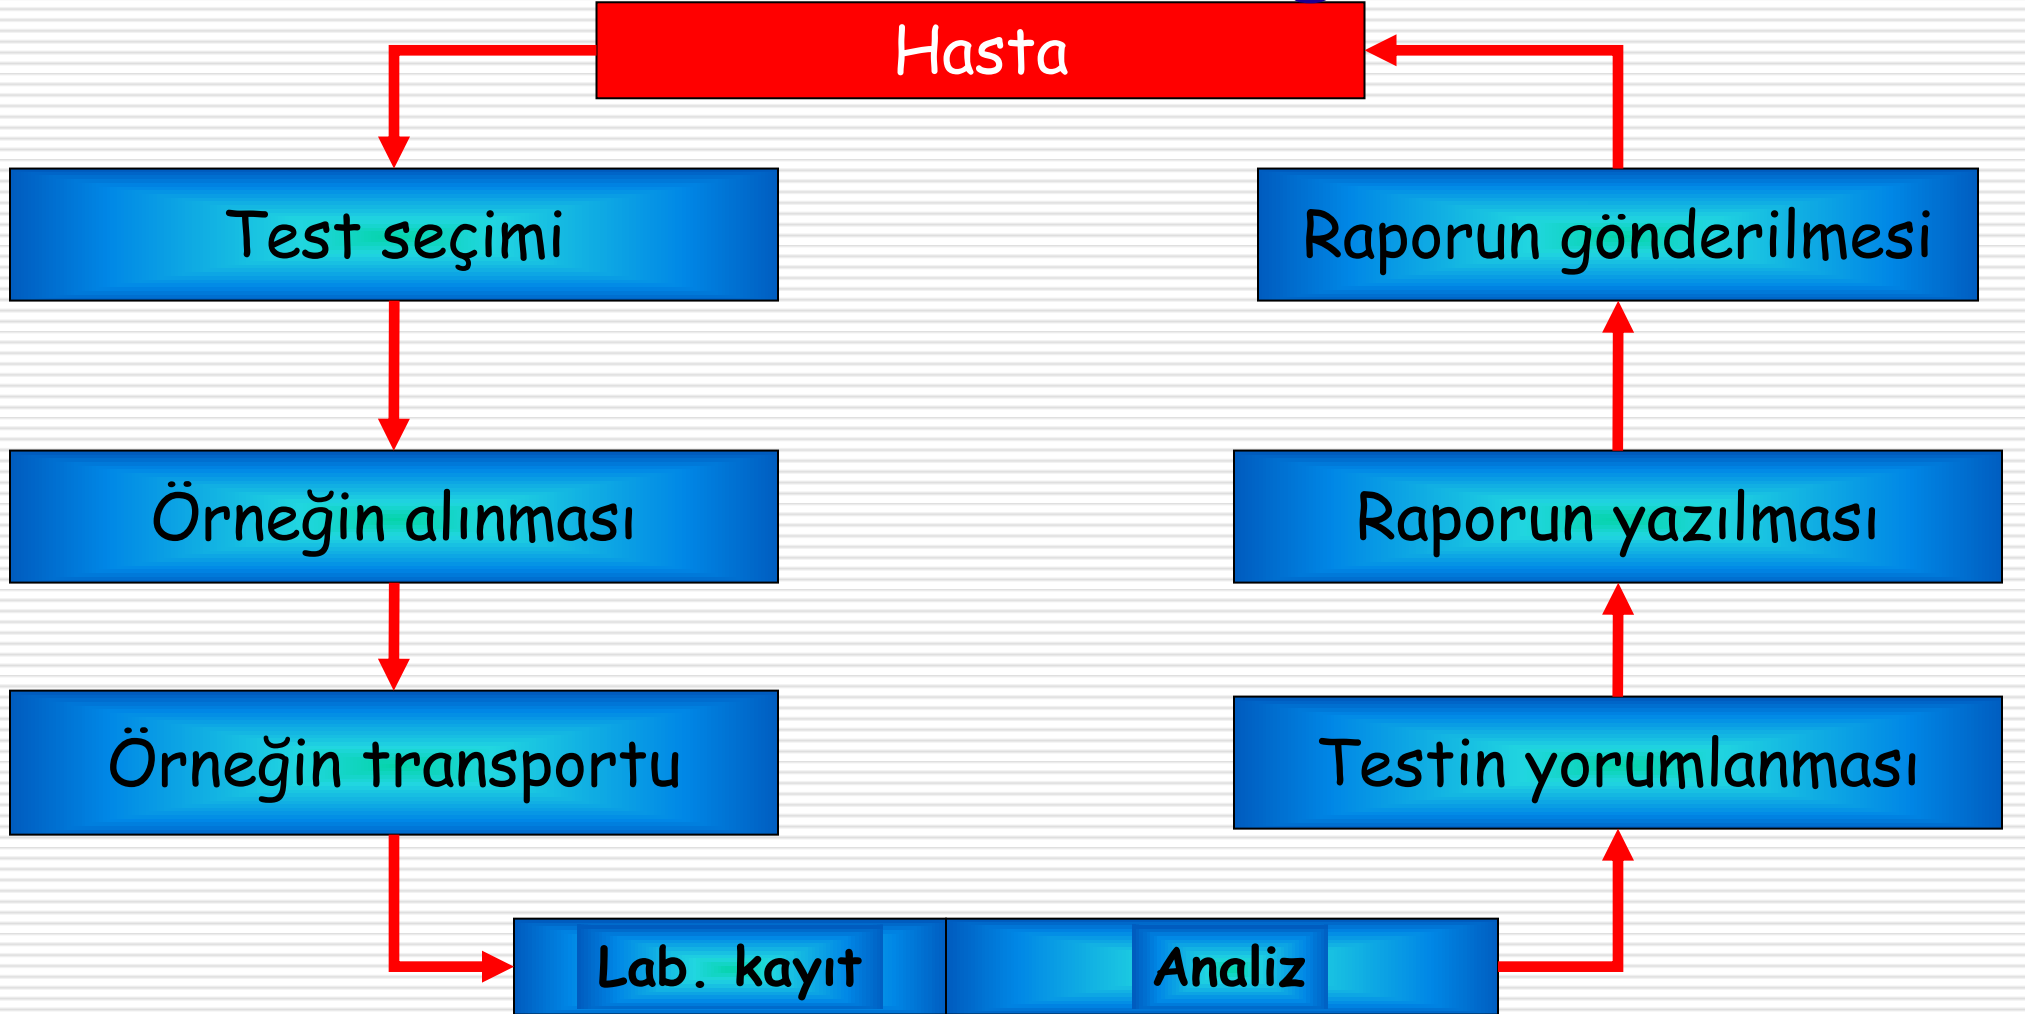 Hasta
Test seçimi
Örneğin alınması
Örneğin transportu
Lab. kayıt
Analiz
Testin yorumlanması
Raporun yazılması
Raporun gönderilmesi